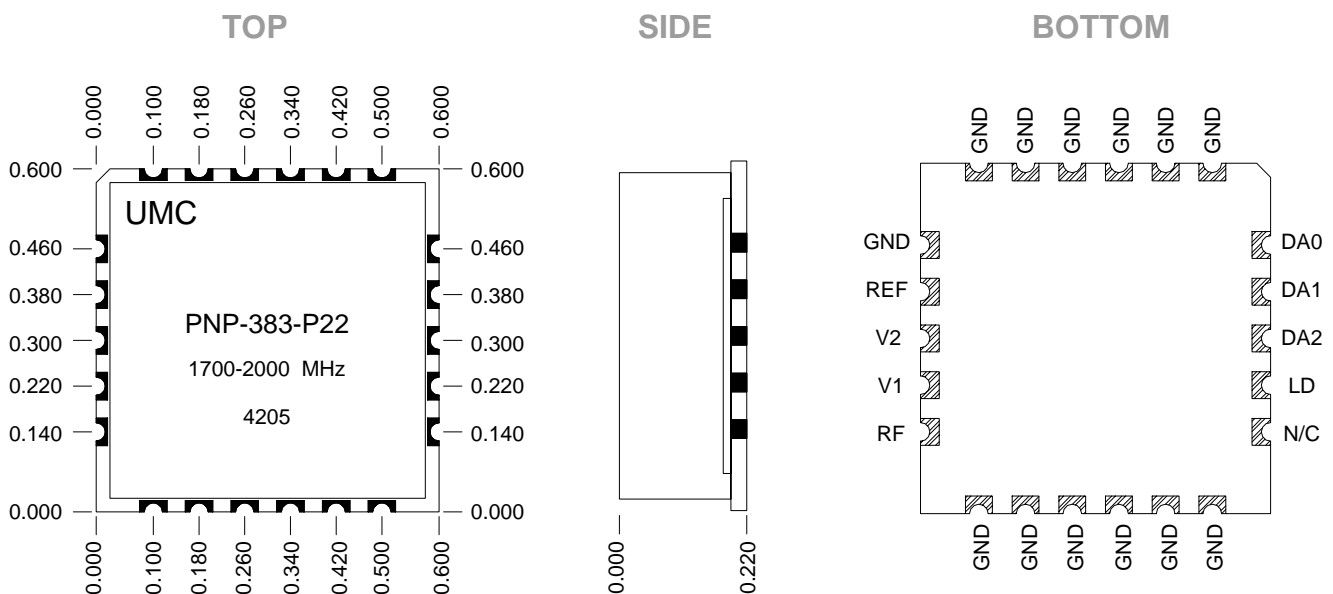 TOP
SIDE
BOTTOM
0.000
0.100
0.180
0.260
0.340
0.420
0.500
0.600
0.600
0.460
0.380
0.300
0.220
0.140
0.000
UMC
PNP-383-P22
1700-2000 MHz
4205
0.600
0.460
0.380
0.300
0.220
0.140
0.000
0.000
0.100
0.180
0.260
0.340
0.420
0.500
0.600
0.000
0.220
GND
GND
GND
GND
GND
GND
GND
REF
V2
V1
RF
DA0
DA1
DA2
LD
N/C
GND
GND
GND
GND
GND
GND